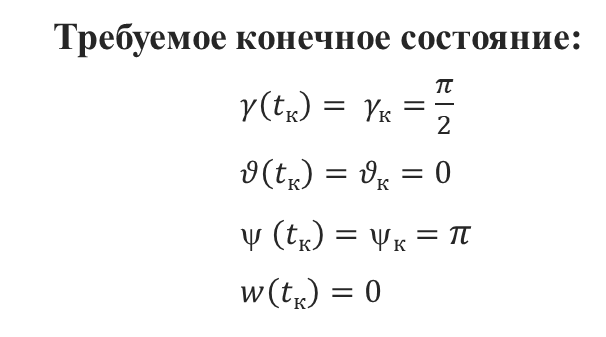 Требуемое конечное состояние:
γ(tк) = γк = π/2
ϑ(tк) = ϑк = 0
ψ (tк) = ψк = π
w(tк) = 0